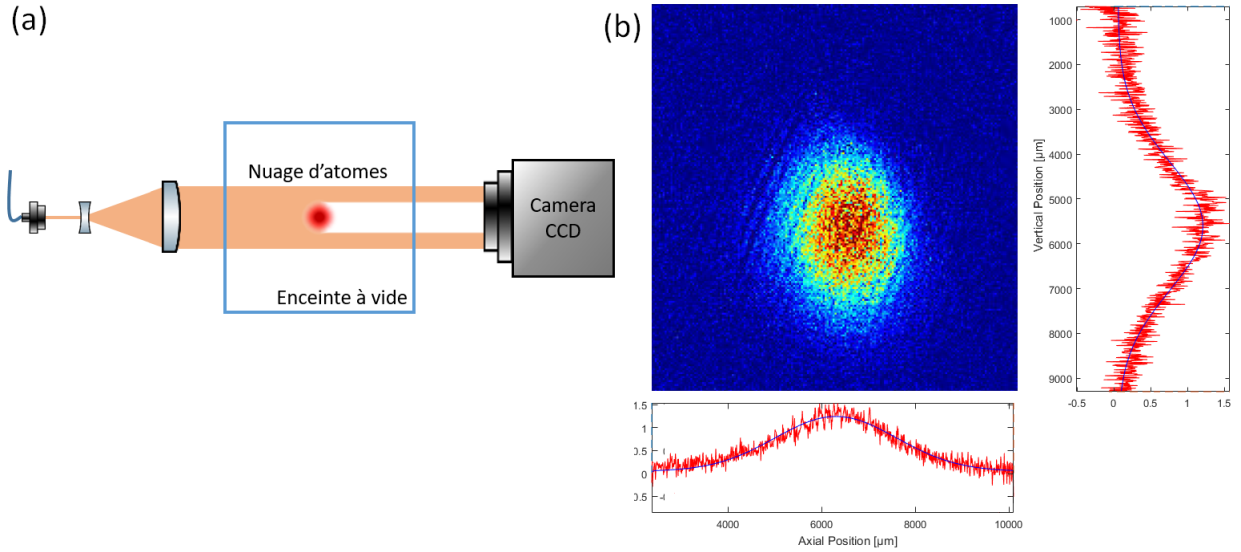 (a)
Nuage d'atomes
Camera
CCD
Enceinte à vide
(b)
1000
2000
3000
4000
5000
6000
7000
8000
9000
Vertical Position [µm]
-0.5
0
0.5
1
1.5
1.5
1
0.5
0
0.5
4000
6000
8000
10000
Axial Position [µm]